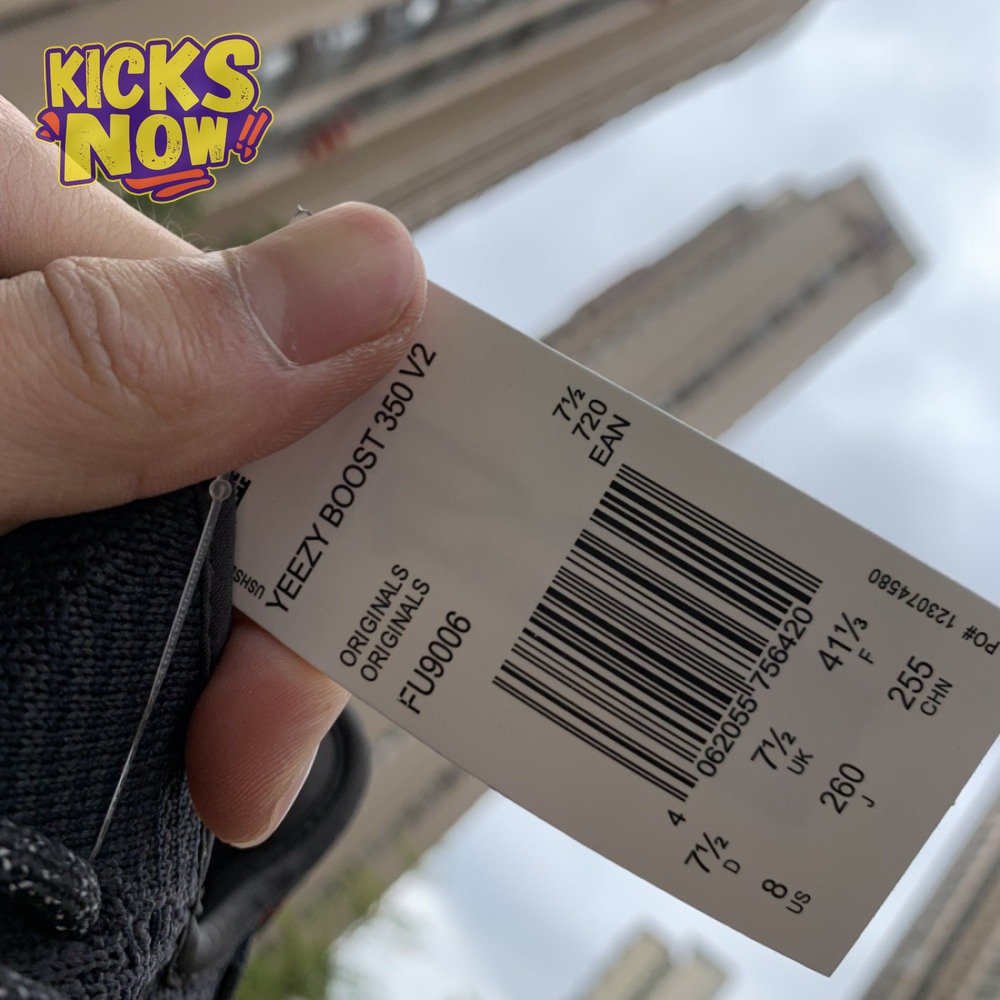 KICKS
NOW!!
YEEZY BOOST 350 V2
ORIGINALS
ORIGINALS
FU9006
7½
720
EAN
4 062055 756420
7½
D
7½
UK
41⅓
F
8
US
260
J
255
CHN
PO# 123074580